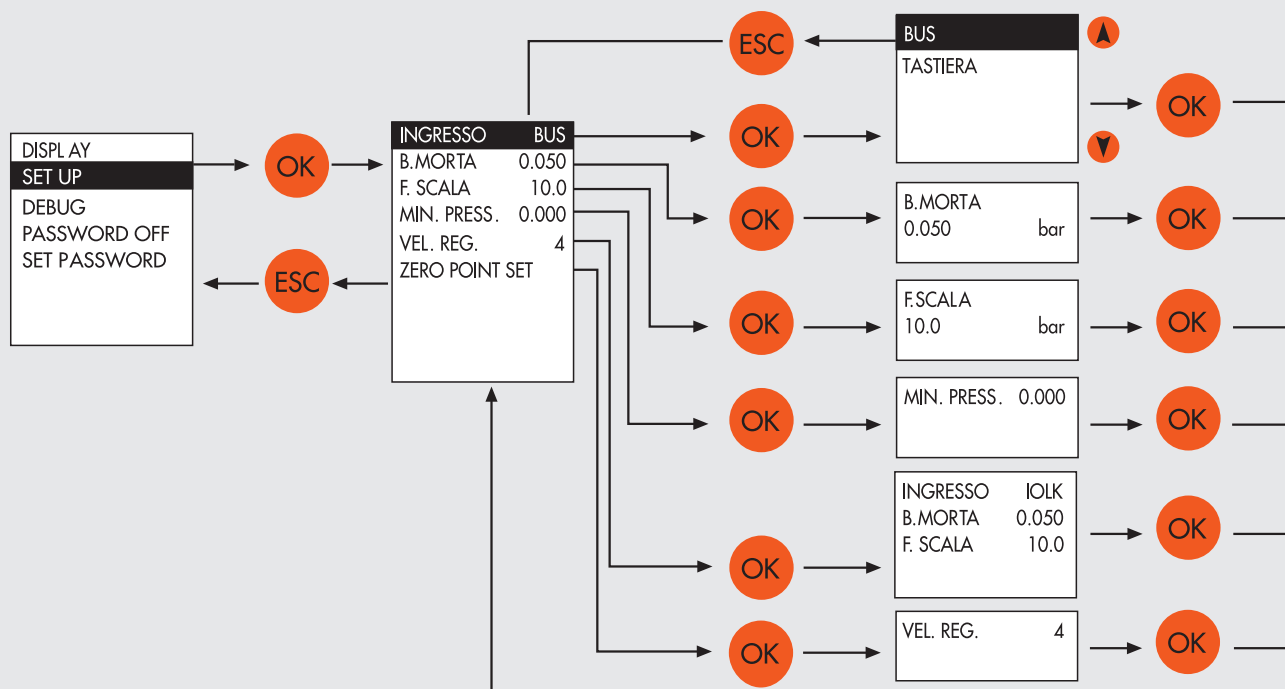 DISPLAY
SET UP
DEBUG
PASSWORD OFF
SET PASSWORD
OK
ESC
INGRESSO BUS
B.MORTA 0.050
F. SCALA 10.0
MIN. PRESS. 0.000
VEL. REG. 4
ZERO POINT SET
ESC
BUS
TASTIERA
OK
OK
OK
B.MORTA
0.050 bar
OK
OK
F.SCALA
10.0 bar
OK
OK
MIN. PRESS. 0.000
OK
OK
INGRESSO IOLK
B.MORTA 0.050
F. SCALA 10.0
OK
OK
VEL. REG. 4
OK